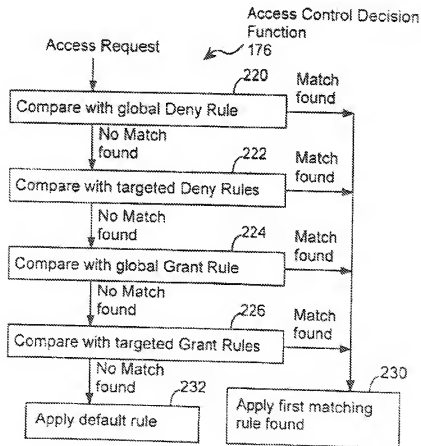 Access Control Decision
Function
176
Access Request
220
Match
found
Compare with global Deny Rule
No Match
found
222
Match
found
Compare with targeted Deny Rules
No Match
found
224
Match
found
Compare with global Grant Rule
No Match
found
226
Match
found
Compare with targeted Grant Rules
No Match
found
232
230
Apply default rule
Apply first matching
rule found